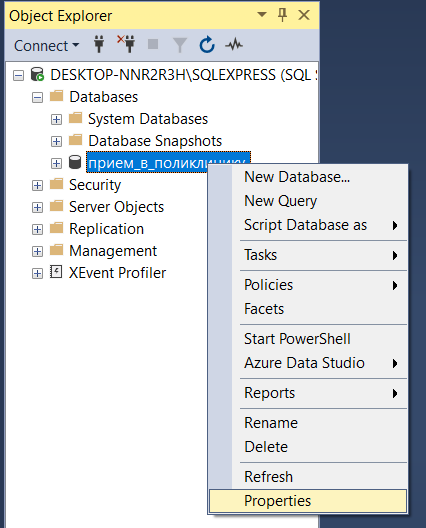 Object Explorer
Connect
DESKTOP-NNR2R3H\SQLEXPRESS (SQL S
Databases
System Databases
Database Snapshots
прием_в_поликлинику
Security
Server Objects
Replication
Management
XEvent Profiler
New Database...
New Query
Script Database as
Tasks
Policies
Facets
Start PowerShell
Azure Data Studio
Reports
Rename
Delete
Refresh
Properties